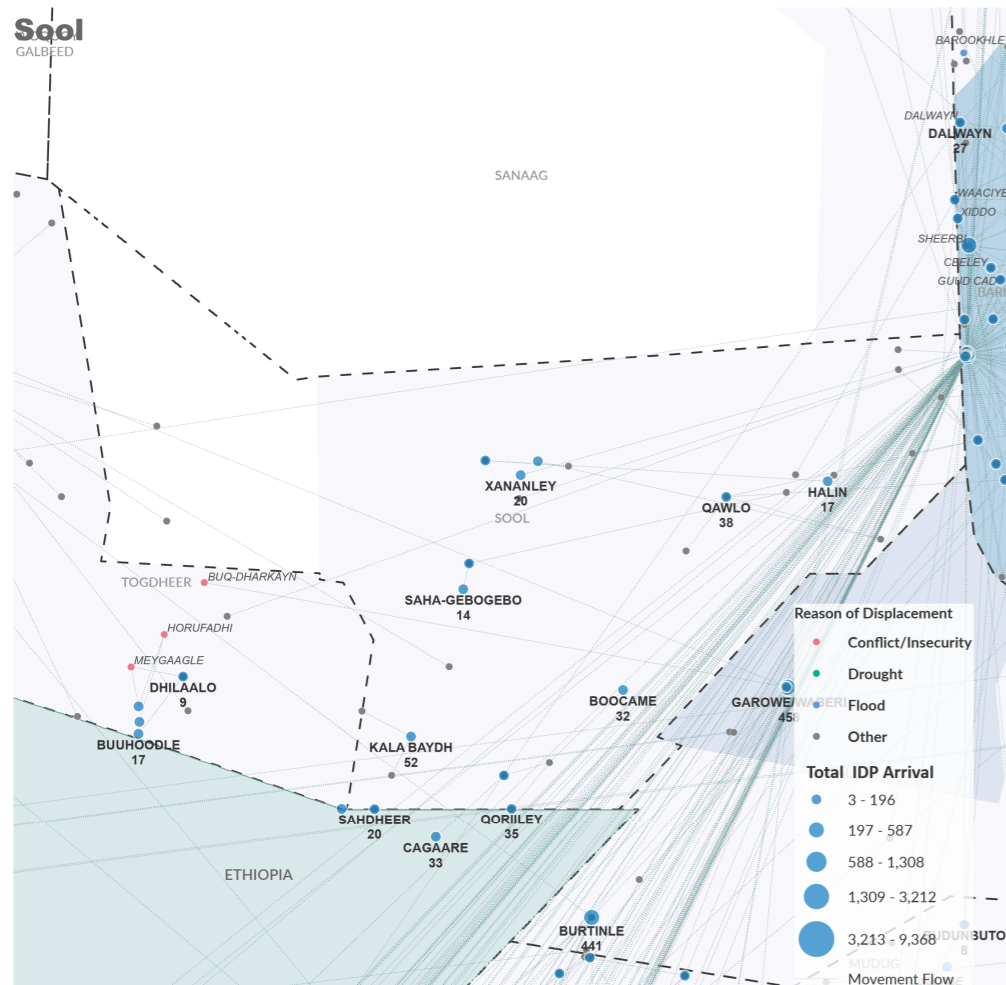 Sool
GALBEED
BAROOKHLE
DALWAYN
DALWAYN
27
SANAAG
-WAACIYE
XIDDO
SHEERBI
CEELEY
GUUD CAD
BARI
XANANLEY
20
SOOL
QAWLO
38
HALIN
17
TOGDHEER
BUQ-DHARKAYN
SAHA-GEBOGEBO
14
HORUFADHI
MEYGAAGLE
DHILAALO
9
BUUHOODLE
17
BOOCAME
32
GAROWE/WABERI
458
KALA BAYDH
52
SAHDHEER
20
QORIILEY
35
CAGAARE
33
ETHIOPIA
BURTINLE
441
Reason of Displacement
Conflict/Insecurity
Drought
Flood
Other
Total IDP Arrival
3 - 196
197 - 587
588 - 1,308
1,309 - 3,212
3,213 - 9,368
BUTO
8
MUDUG
Movement Flow